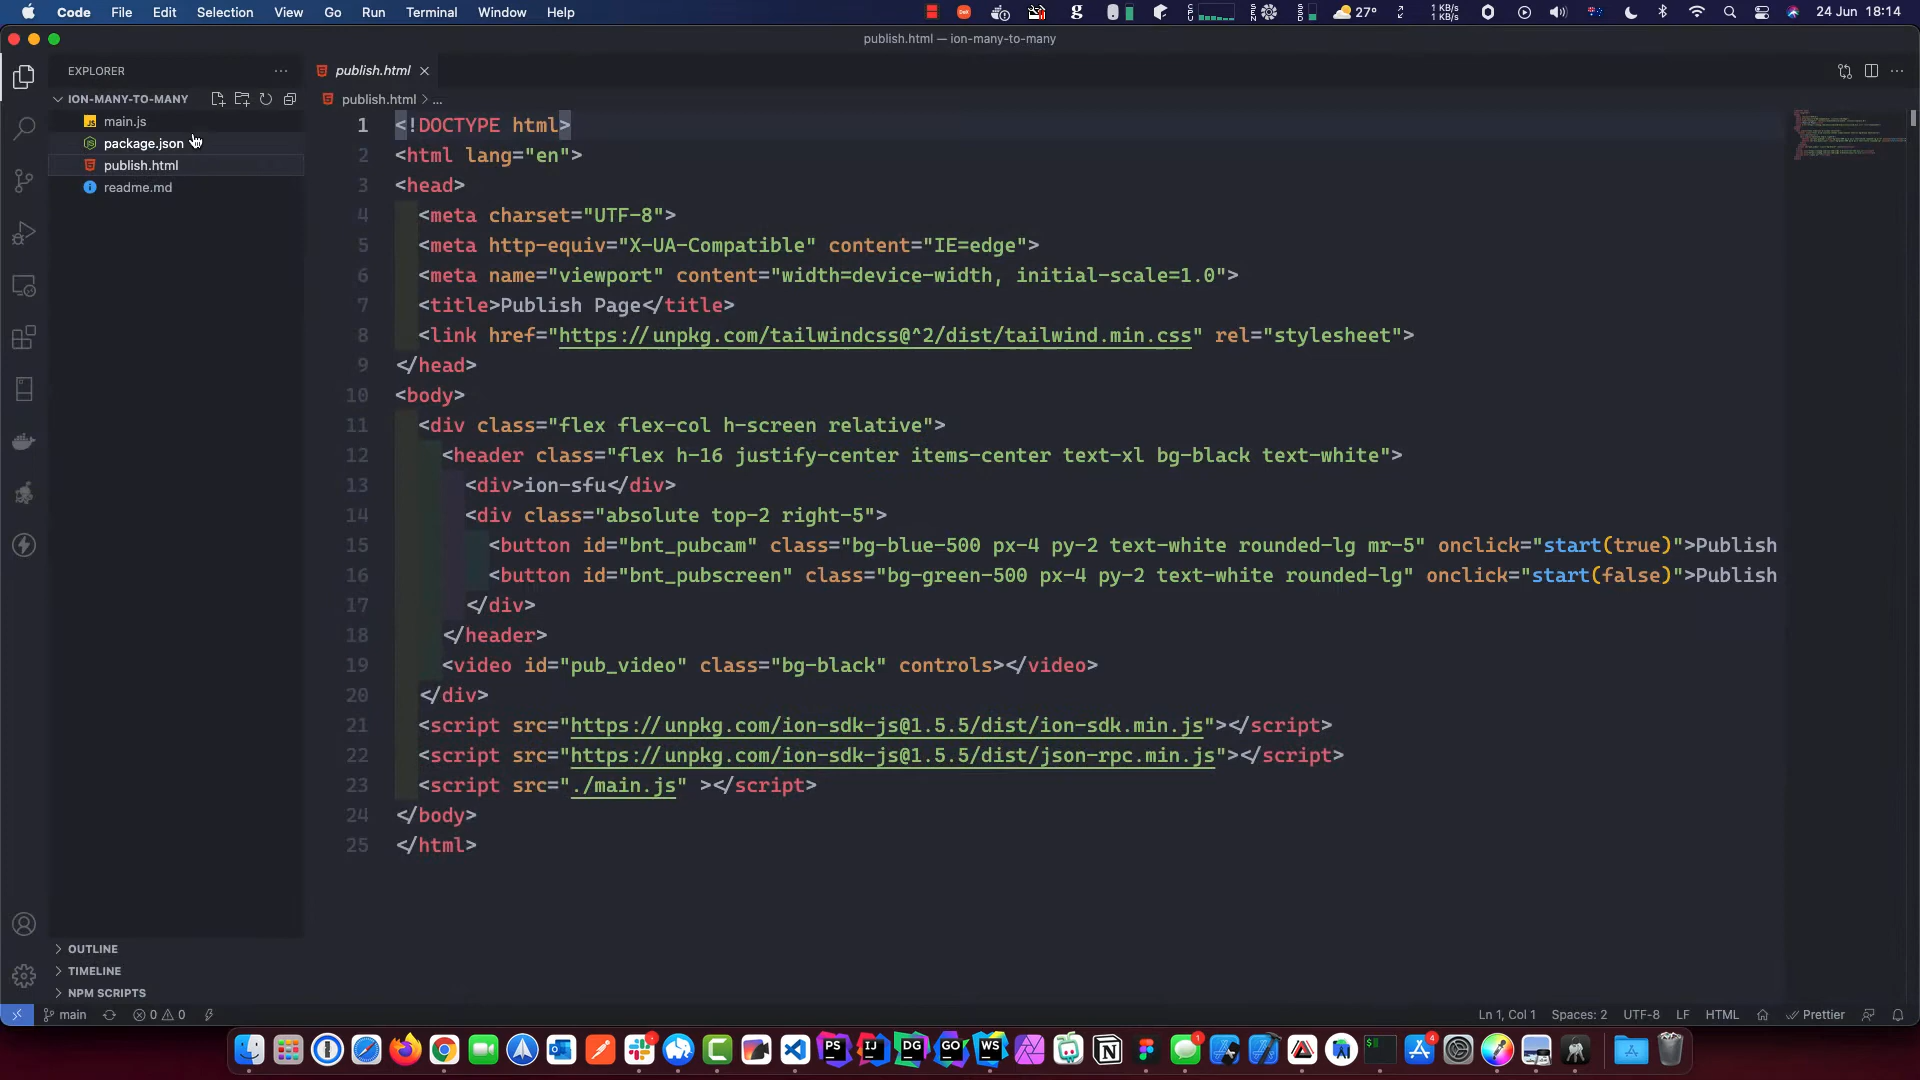 Code File Edit Selection View Go Run Terminal Window Help
27° 1 KB/s 1 KB/s 24 Jun 18:14
publish.html — ion-many-to-many
EXPLORER
publish.html
ION-MANY-TO-MANY
publish.html > ...
main.js
package.json
publish.html
readme.md
1 <!DOCTYPE html>
2 <html lang="en">
3 <head>
4 <meta charset="UTF-8">
5 <meta http-equiv="X-UA-Compatible" content="IE=edge">
6 <meta name="viewport" content="width=device-width, initial-scale=1.0">
7 <title>Publish Page</title>
8 <link href="https://unpkg.com/tailwindcss@^2/dist/tailwind.min.css" rel="stylesheet">
9 </head>
10 <body>
11 <div class="flex flex-col h-screen relative">
12 <header class="flex h-16 justify-center items-center text-xl bg-black text-white">
13 <div>ion-sfu</div>
14 <div class="absolute top-2 right-5">
15 <button id="bnt_pubcam" class="bg-blue-500 px-4 py-2 text-white rounded-lg mr-5" onclick="start(true)">Publish
16 <button id="bnt_pubscreen" class="bg-green-500 px-4 py-2 text-white rounded-lg" onclick="start(false)">Publish
17 </div>
18 </header>
19 <video id="pub_video" class="bg-black" controls></video>
20 </div>
21 <script src="https://unpkg.com/ion-sdk-js@1.5.5/dist/ion-sdk.min.js"></script>
22 <script src="https://unpkg.com/ion-sdk-js@1.5.5/dist/json-rpc.min.js"></script>
23 <script src="./main.js" ></script>
24 </body>
25 </html>
OUTLINE
TIMELINE
NPM SCRIPTS
main 0 0 Ln 1, Col 1 Spaces: 2 UTF-8 LF HTML Prettier
PS IJ DG GO WS